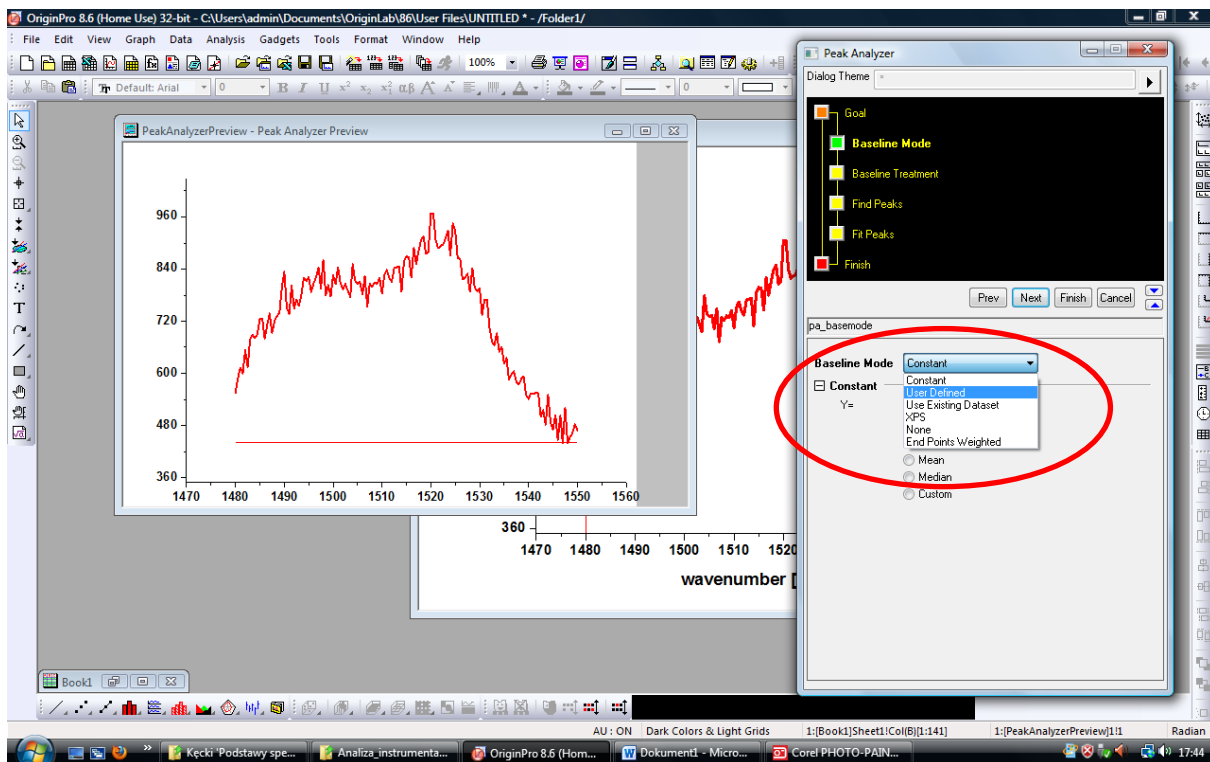 OriginPro 8.6 (Home Use) 32-bit - C:\Users\admin\Documents\OriginLab\86\User Files\UNTITLED * - /Folder1/
File Edit View Graph Data Analysis Gadgets Tools Format Window Help
100%
Default: Arial 0 B I U αβ 0
PeakAnalyzerPreview - Peak Analyzer Preview
960
840
720
600
480
360
1470 1480 1490 1500 1510 1520 1530 1540 1550 1560
360
1470 1480 1490 1500 1510 1520
wavenumber [
Peak Analyzer
Dialog Theme *
Goal
Baseline Mode
Baseline Treatment
Find Peaks
Fit Peaks
Finish
Prev Next Finish Cancel
pa_basemode
Baseline Mode Constant
Constant
Y=
Constant
User Defined
Use Existing Dataset
XPS
None
End Points Weighted
Mean
Median
Custom
Book1
AU : ON Dark Colors & Light Grids 1:[Book1]Sheet1!Col(B)[1:141] 1:[PeakAnalyzerPreview]1!1 Radian
Kęcki 'Podstawy spe... Analiza_instrumenta... OriginPro 8.6 (Hom... Dokument1 - Micro... Corel PHOTO-PAIN... 17:44